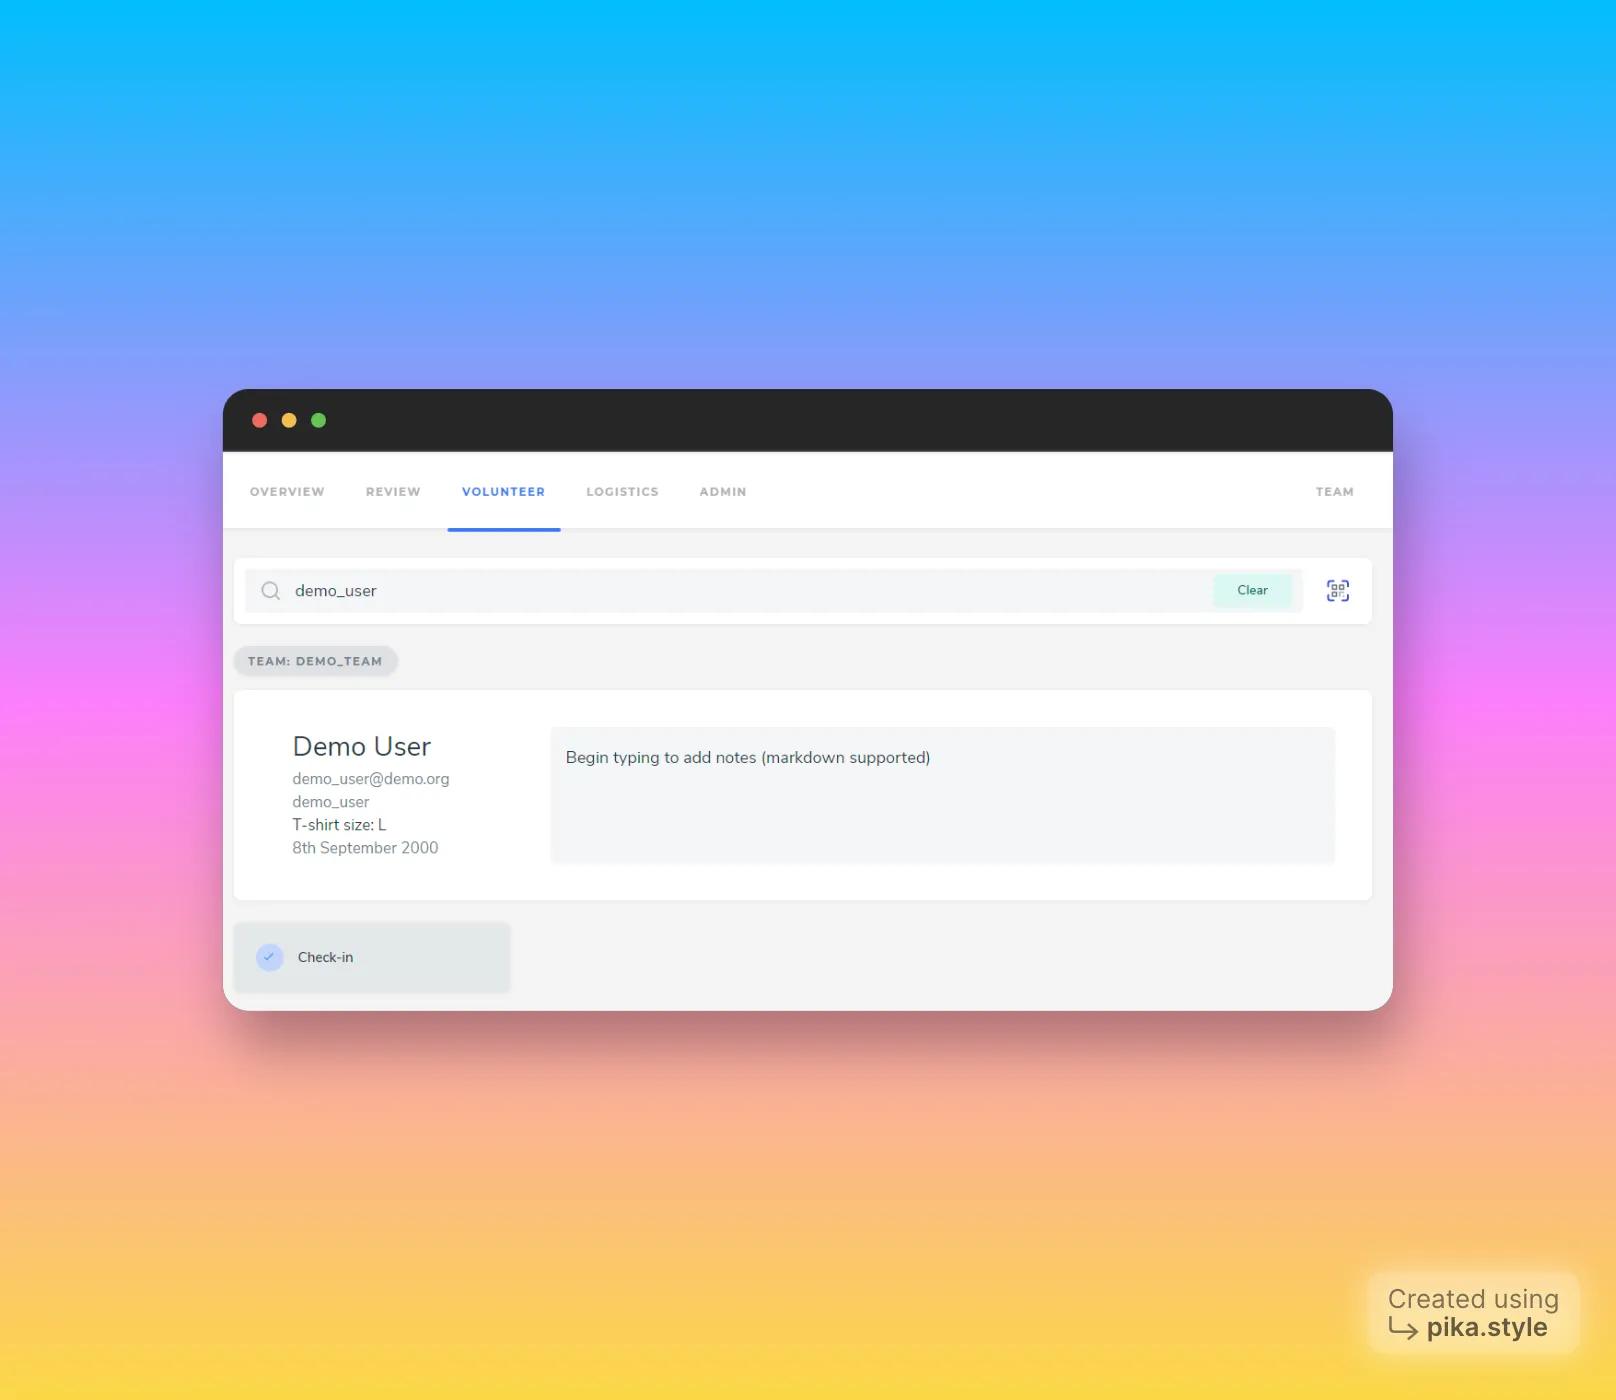 OVERVIEW REVIEW VOLUNTEER LOGISTICS ADMIN TEAM
demo_user Clear
TEAM: DEMO_TEAM
Demo User
demo_user@demo.org
demo_user
T-shirt size: L
8th September 2000
Begin typing to add notes (markdown supported)
Check-in
Created using
pika.style